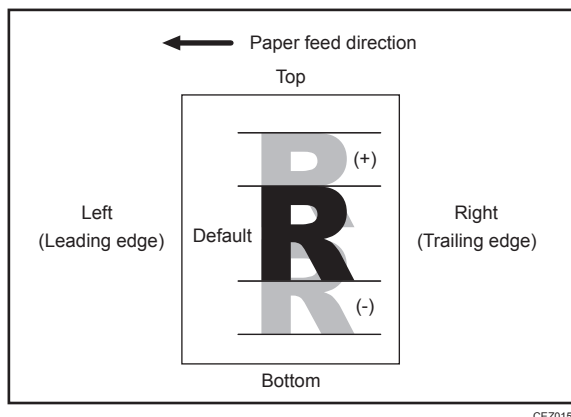 Paper feed direction
Top
(+)
R
Left
(Leading edge)
Default
R
Right
(Trailing edge)
R
(-)
Bottom
CEZ015